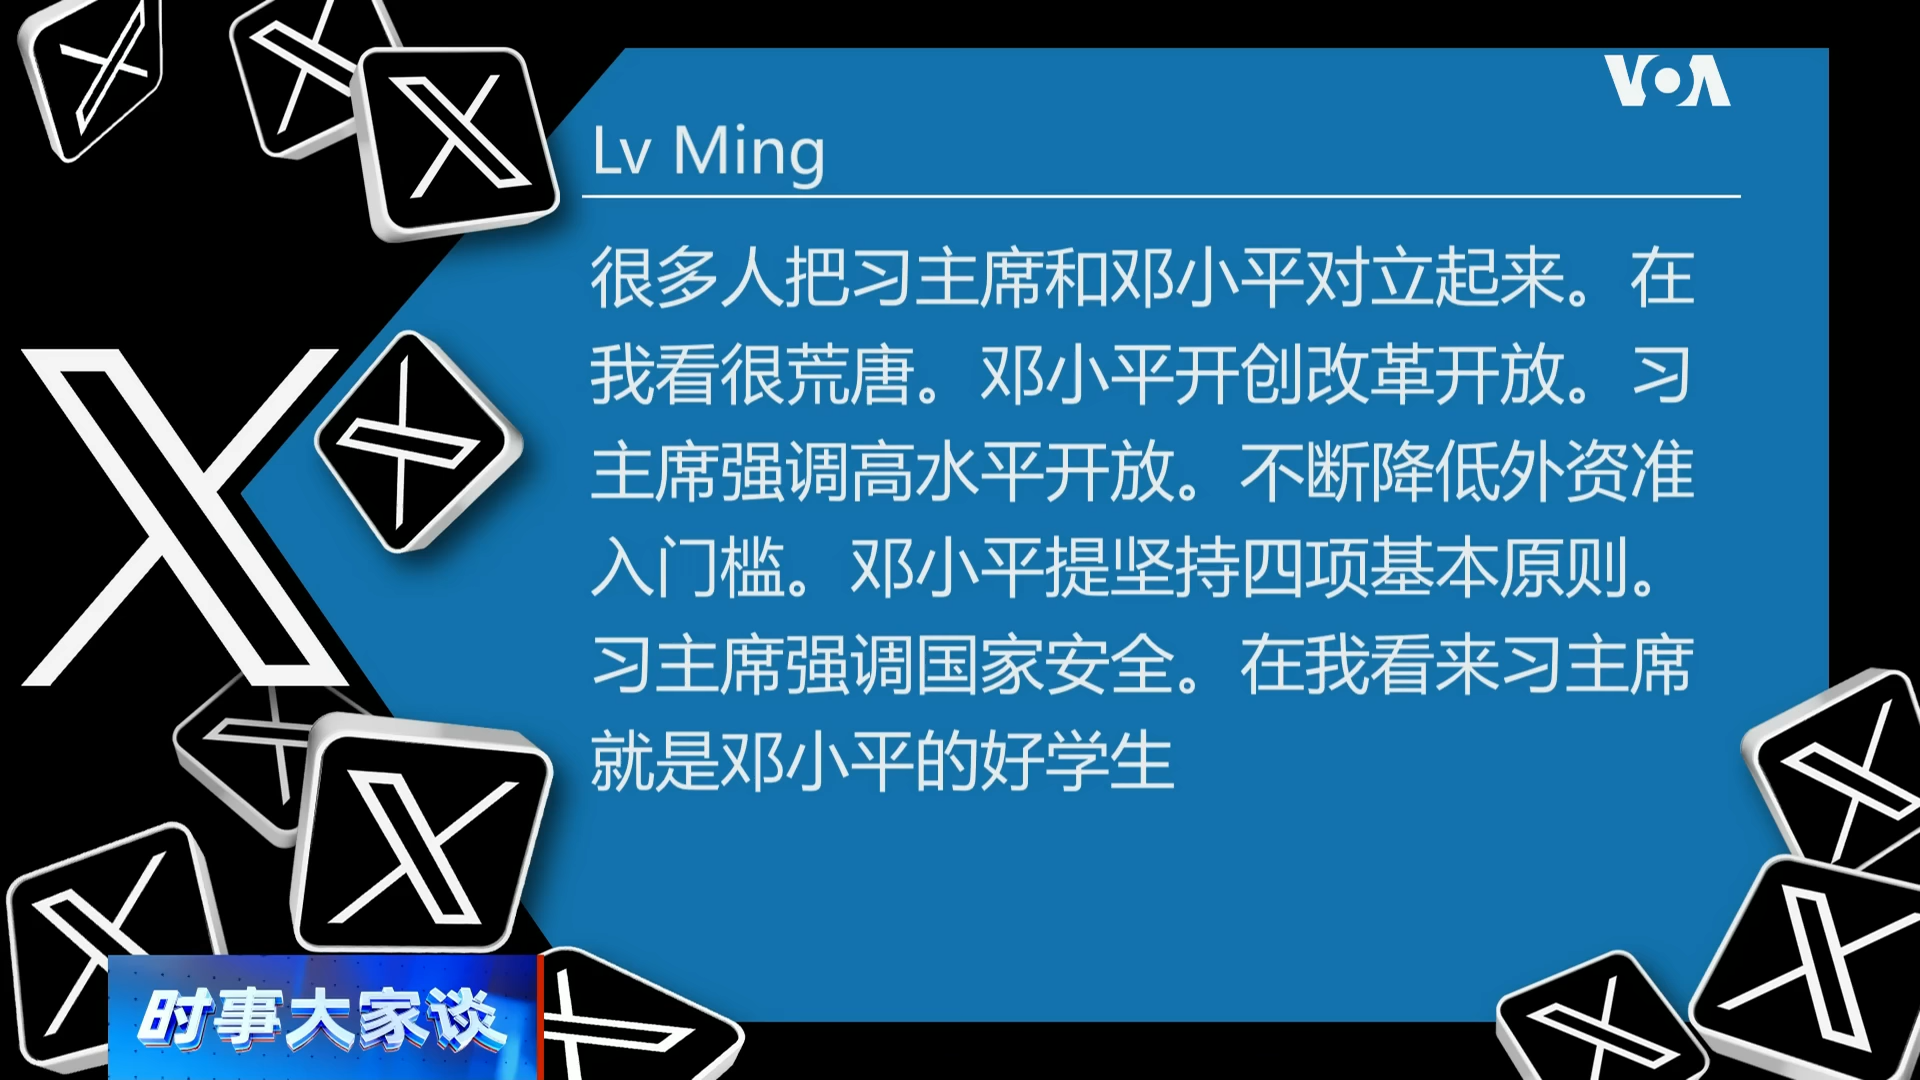 VOA
Lv Ming
很多人把习主席和邓小平对立起来。在
我看很荒唐。邓小平开创改革开放。习
主席强调高水平开放。不断降低外资准
入门槛。邓小平提坚持四项基本原则。
习主席强调国家安全。在我看来习主席
就是邓小平的好学生
时事大家谈